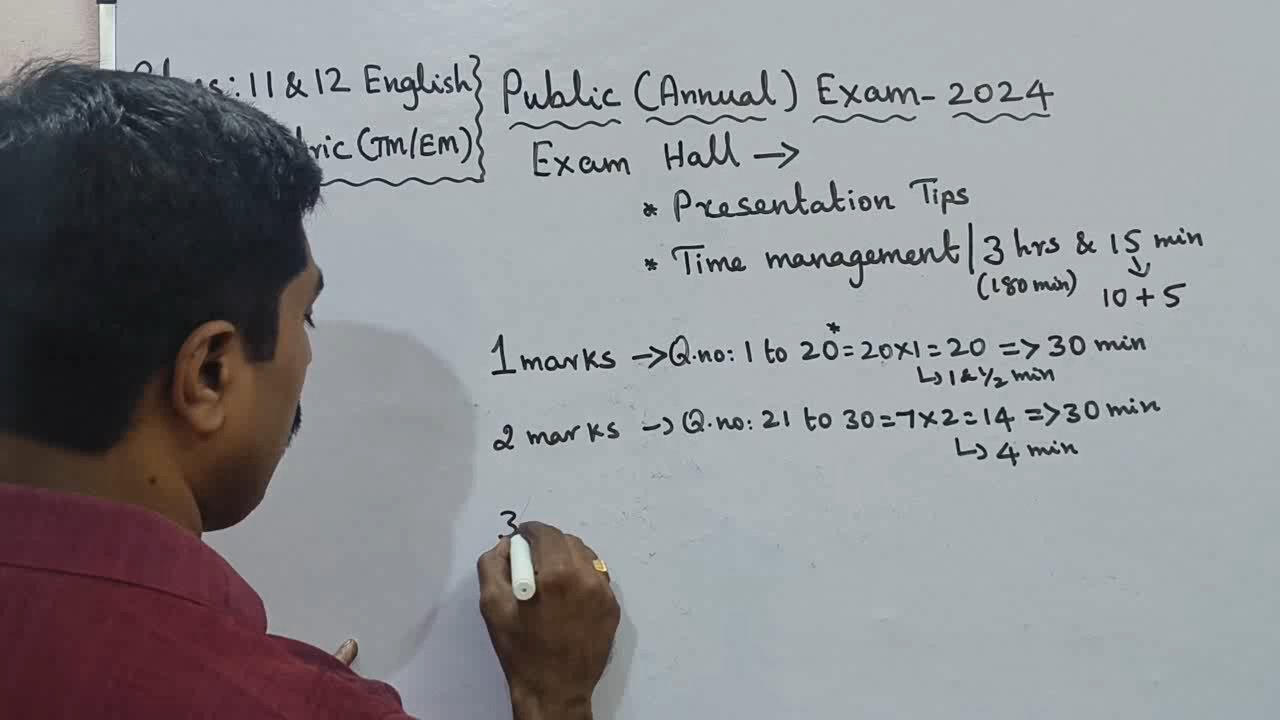 : 11 & 12 English}
(TM/EM)
Public (Annual) Exam - 2024
Exam Hall →
* Presentation Tips
* Time management | 3 hrs & 15 min
(180 min) 10 + 5
1 marks → Q.no: 1 to 20* = 20×1 = 20 => 30 min
↳ 1 & 1/2 min
2 marks → Q.no: 21 to 30 = 7×2 = 14 => 30 min
↳ 4 min
3